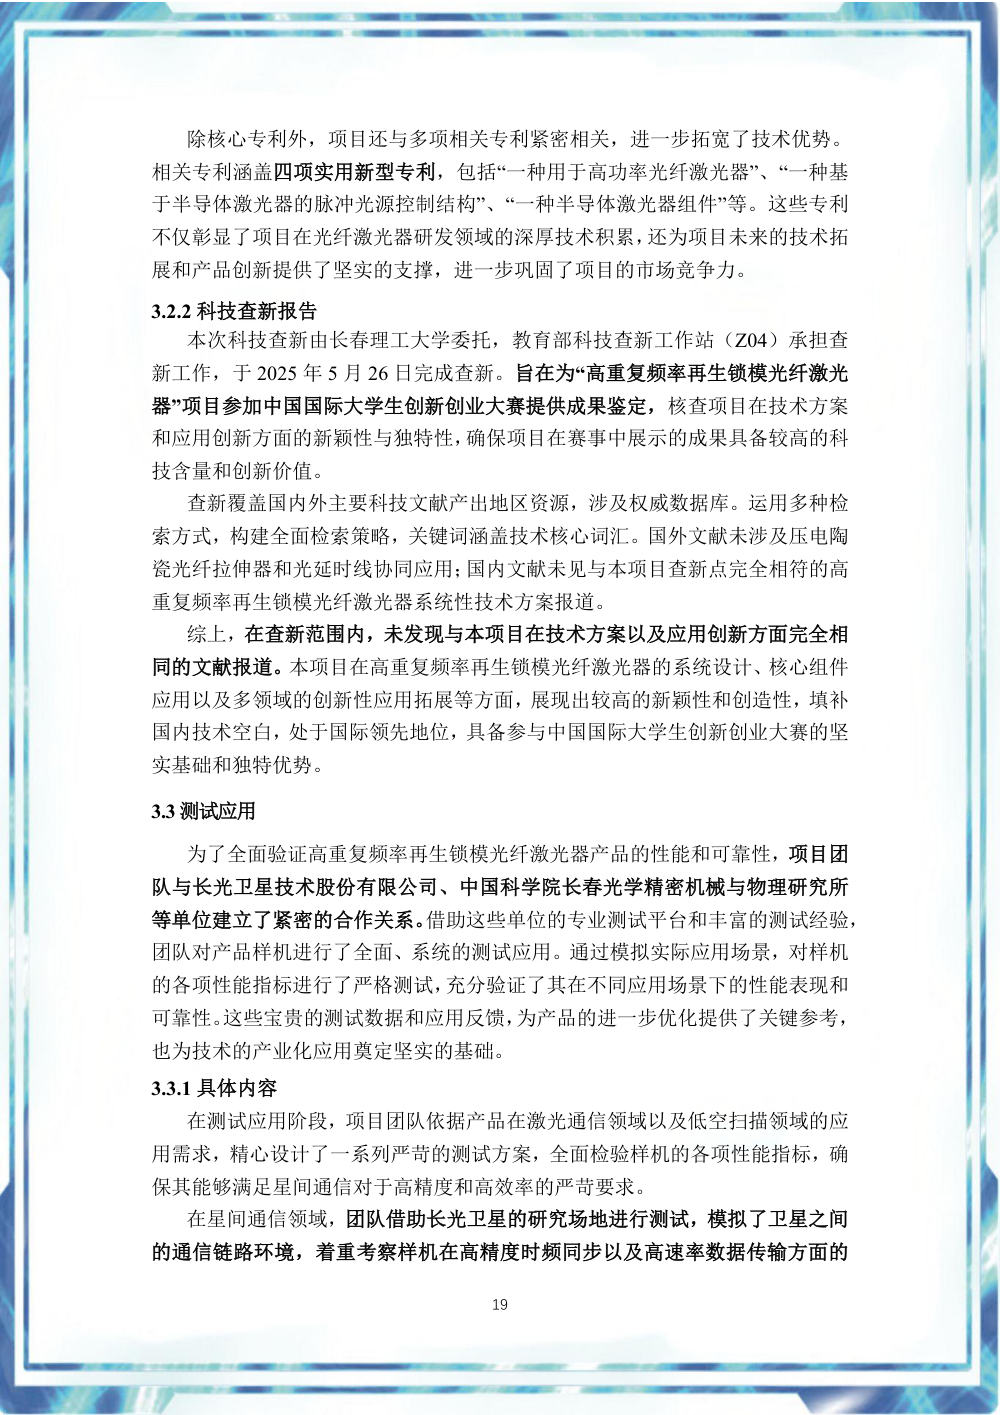 除核心专利外，项目还与多项相关专利紧密相关，进一步拓宽了技术优势。
相关专利涵盖四项实用新型专利，包括“一种用于高功率光纤激光器”、“一种基
于半导体激光器的脉冲光源控制结构”、“一种半导体激光器组件”等。这些专利
不仅彰显了项目在光纤激光器研发领域的深厚技术积累，还为项目未来的技术拓
展和产品创新提供了坚实的支撑，进一步巩固了项目的市场竞争力。
3.2.2 科技查新报告
本次科技查新由长春理工大学委托，教育部科技查新工作站（Z04）承担查
新工作，于 2025 年 5 月 26 日完成查新。旨在为“高重复频率再生锁模光纤激光
器”项目参加中国国际大学生创新创业大赛提供成果鉴定，核查项目在技术方案
和应用创新方面的新颖性与独特性，确保项目在赛事中展示的成果具备较高的科
技含量和创新价值。
查新覆盖国内外主要科技文献产出地区资源，涉及权威数据库。运用多种检
索方式，构建全面检索策略，关键词涵盖技术核心词汇。国外文献未涉及压电陶
瓷光纤拉伸器和光延时线协同应用；国内文献未见与本项目查新点完全相符的高
重复频率再生锁模光纤激光器系统性技术方案报道。
综上，在查新范围内，未发现与本项目在技术方案以及应用创新方面完全相
同的文献报道。本项目在高重复频率再生锁模光纤激光器的系统设计、核心组件
应用以及多领域的创新性应用拓展等方面，展现出较高的新颖性和创造性，填补
国内技术空白，处于国际领先地位，具备参与中国国际大学生创新创业大赛的坚
实基础和独特优势。
3.3 测试应用
为了全面验证高重复频率再生锁模光纤激光器产品的性能和可靠性，项目团
队与长光卫星技术股份有限公司、中国科学院长春光学精密机械与物理研究所
等单位建立了紧密的合作关系。借助这些单位的专业测试平台和丰富的测试经验，
团队对产品样机进行了全面、系统的测试应用。通过模拟实际应用场景，对样机
的各项性能指标进行了严格测试，充分验证了其在不同应用场景下的性能表现和
可靠性。这些宝贵的测试数据和应用反馈，为产品的进一步优化提供了关键参考，
也为技术的产业化应用奠定坚实的基础。
3.3.1 具体内容
在测试应用阶段，项目团队依据产品在激光通信领域以及低空扫描领域的应
用需求，精心设计了一系列严苛的测试方案，全面检验样机的各项性能指标，确
保其能够满足星间通信对于高精度和高效率的严苛要求。
在星间通信领域，团队借助长光卫星的研究场地进行测试，模拟了卫星之间
的通信链路环境，着重考察样机在高精度时频同步以及高速率数据传输方面的
19